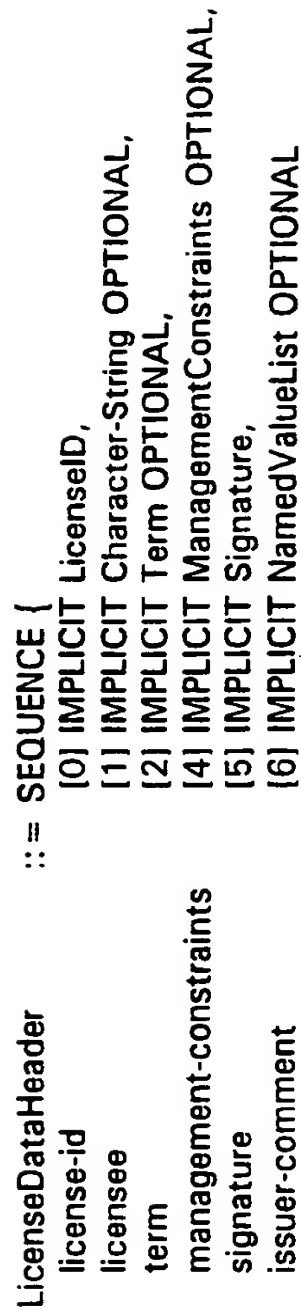 LicenseDataHeader ::= SEQUENCE {
license-id [0] IMPLICIT LicenseID,
licensee [1] IMPLICIT Character-String OPTIONAL,
term [2] IMPLICIT Term OPTIONAL,
management-constraints [4] IMPLICIT ManagementConstraints OPTIONAL,
signature [5] IMPLICIT Signature,
issuer-comment [6] IMPLICIT NamedValueList OPTIONAL